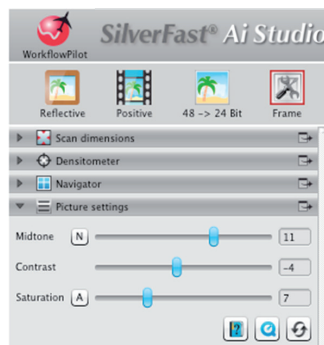 SilverFast® Ai Studio
WorkflowPilot
Reflective
Positive
48 -> 24 Bit
Frame
Scan dimensions
Densitometer
Navigator
Picture settings
Midtone N 11
Contrast -4
Saturation A 7